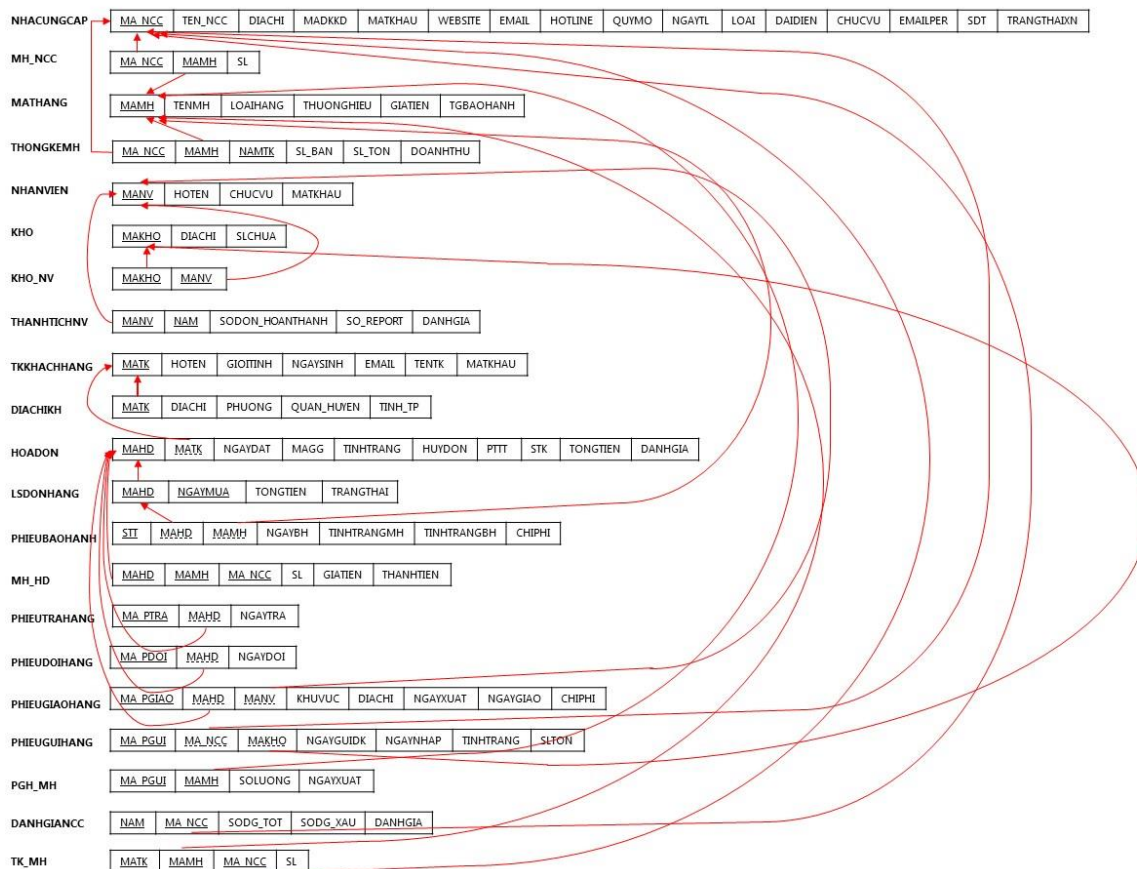 NHACUNGCAP MA_NCC TEN_NCC DIACHI MADKKD MATKHAU WEBSITE EMAIL HOTLINE QUYMO NGAYTL LOAI DAIDIEN CHUCVU EMAILPER SDT TRANGTHAIXN
MH_NCC MA_NCC MAMH SL
MATHANG MAMH TENMH LOAIHANG THUONGHIEU GIATIEN TGBAOHANH
THONGKEMH MA_NCC MAMH NAMTK SL_BAN SL_TON DOANHTHU
NHANVIEN MANV HOTEN CHUCVU MATKHAU
KHO MAKHO DIACHI SLCHUA
KHO_NV MAKHO MANV
THANHTICHNV MANV NAM SODON_HOANTHANH SO_REPORT DANHGIA
TKKHACHHANG MATK HOTEN GIOITINH NGAYSINH EMAIL TENTK MATKHAU
DIACHIKH MATK DIACHI PHUONG QUAN_HUYEN TINH_TP
HOADON MAHD MATK NGAYDAT MAGG TINHTRANG HUYDON PTTT STK TONGTIEN DANHGIA
LSDONHANG MAHD NGAYMUA TONGTIEN TRANGTHAI
PHIEUBAOHANH STT MAHD MAMH NGAYBH TINHTRANGMH TINHTRANGBH CHIPHI
MH_HD MAHD MAMH MA_NCC SL GIATIEN THANHTIEN
PHIEUTRAHANG MA_PTRA MAHD NGAYTRA
PHIEUDOIHANG MA_PDOI MAHD NGAYDOI
PHIEUGIAOHANG MA_PGIAO MAHD MANV KHUVUC DIACHI NGAYXUAT NGAYGIAO CHIPHI
PHIEUGUIHANG MA_PGUI MA_NCC MAKHO NGAYGUIDK NGAYNHAP TINHTRANG SLTON
PGH_MH MA_PGUI MAMH SOLUONG NGAYXUAT
DANHGIANCC NAM MA_NCC SODG_TOT SODG_XAU DANHGIA
TK_MH MATK MAMH MA_NCC SL